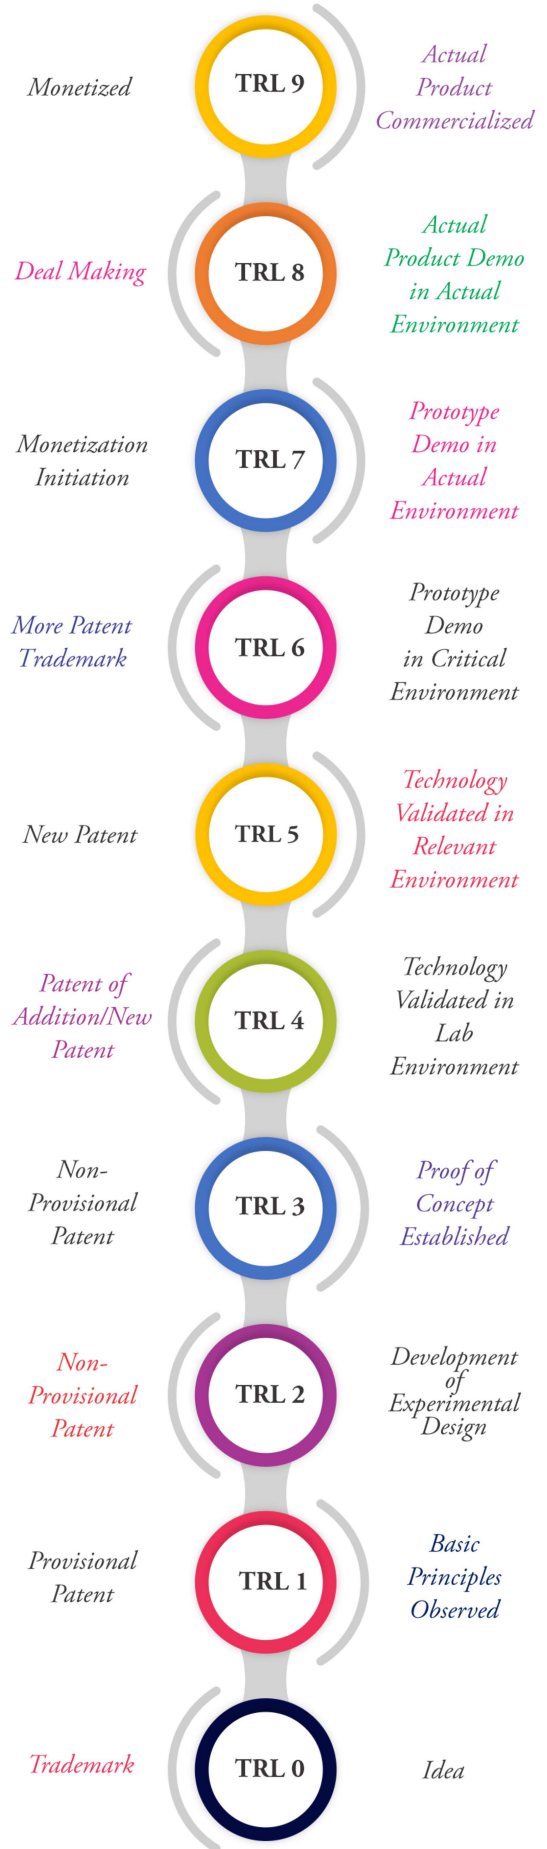 Monetized
TRL 9
Actual
Product
Commercialized
Deal Making
TRL 8
Actual
Product Demo
in Actual
Environment
Monetization
Initiation
TRL 7
Prototype
Demo in
Actual
Environment
More Patent
Trademark
TRL 6
Prototype
Demo
in Critical
Environment
New Patent
TRL 5
Technology
Validated in
Relevant
Environment
Patent of
Addition/New
Patent
TRL 4
Technology
Validated in
Lab
Environment
Non-
Provisional
Patent
TRL 3
Proof of
Concept
Established
Non-
Provisional
Patent
TRL 2
Development
of
Experimental
Design
Provisional
Patent
TRL 1
Basic
Principles
Observed
Trademark
TRL 0
Idea